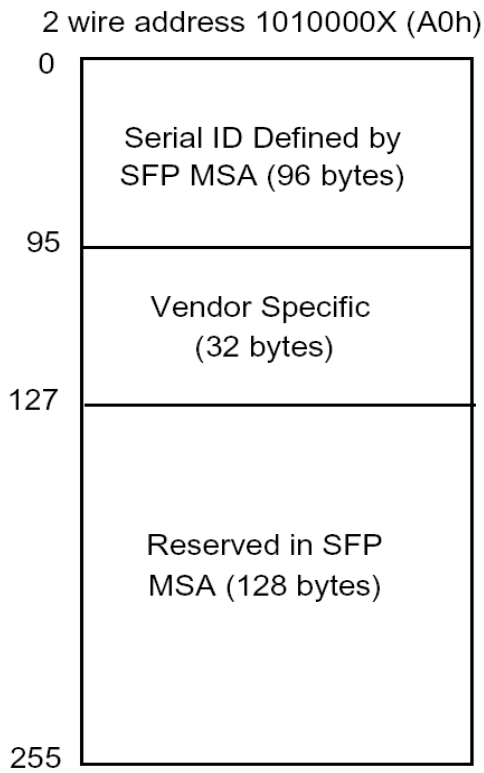 2 wire address 1010000X (A0h)
0
Serial ID Defined by
SFP MSA (96 bytes)
95
Vendor Specific
(32 bytes)
127
Reserved in SFP
MSA (128 bytes)
255